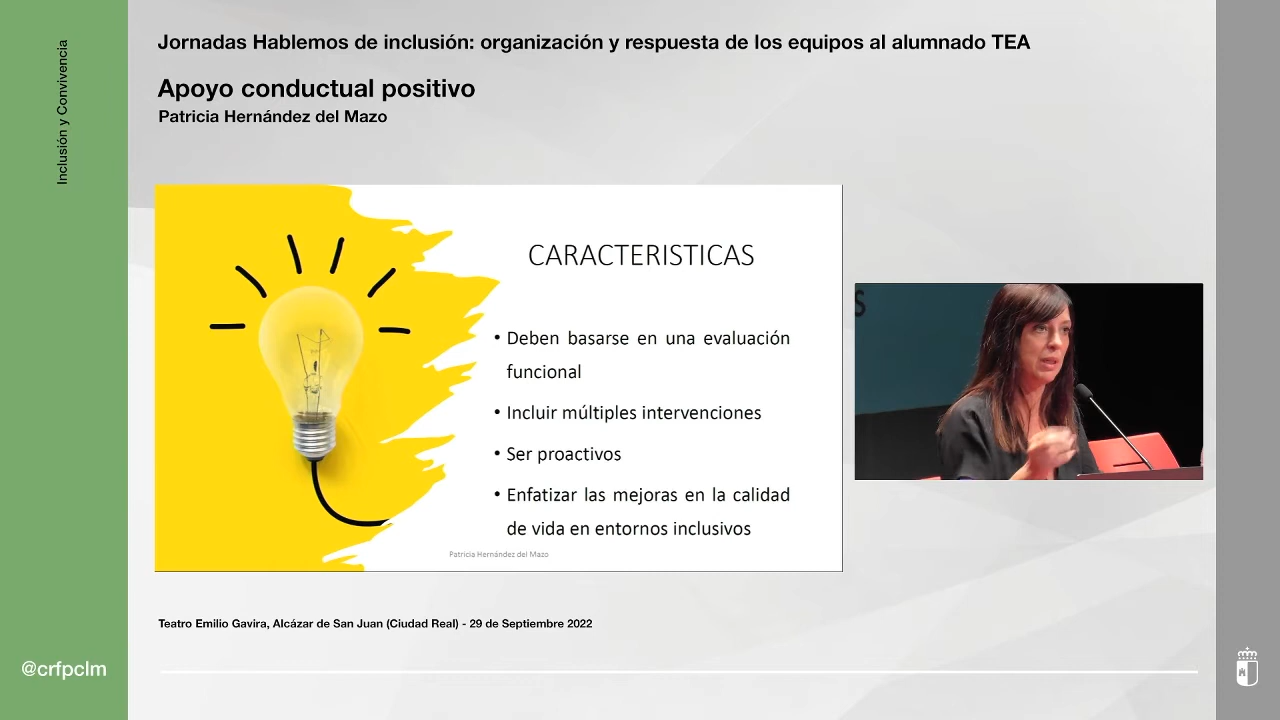 Inclusión y Convivencia
Jornadas Hablemos de inclusión: organización y respuesta de los equipos al alumnado TEA
Apoyo conductual positivo
Patricia Hernández del Mazo
CARACTERISTICAS
• Deben basarse en una evaluación
funcional
• Incluir múltiples intervenciones
• Ser proactivos
• Enfatizar las mejoras en la calidad
de vida en entornos inclusivos
Patricia Hernández del Mazo
S
Teatro Emilio Gavira, Alcázar de San Juan (Ciudad Real) - 29 de Septiembre 2022
@crfpclm